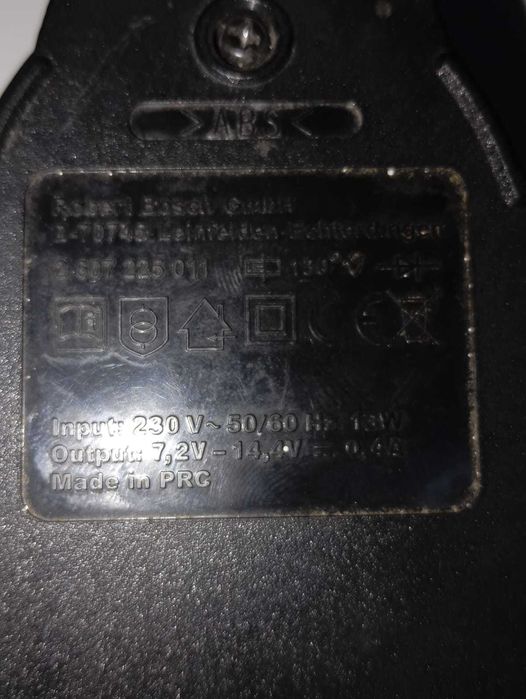 >ABS<
Robert Bosch GmbH
D-70745 Leinfelden-Echterdingen
2 607 225 011
Input: 230 V ~ 50/60 Hz 13W
Output: 7,2V – 14,4V = 0,4A
Made in PRC